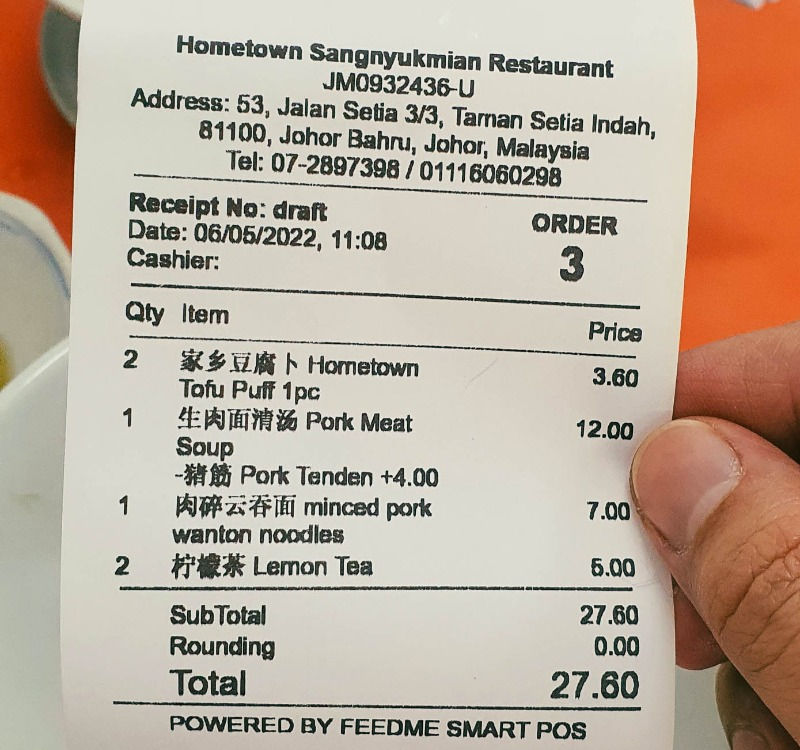 Hometown Sangnyukmian Restaurant
JM0932436-U
Address: 53, Jalan Setia 3/3, Taman Setia Indah,
81100, Johor Bahru, Johor, Malaysia
Tel: 07-2897398 / 01116060298
Receipt No: draft
Date: 06/05/2022, 11:08
Cashier:
ORDER
3
Qty Item Price
2 家乡豆腐卜 Hometown 3.60
Tofu Puff 1pc
1 生肉面清汤 Pork Meat 12.00
Soup
-猪筋 Pork Tenden +4.00
1 肉碎云吞面 minced pork 7.00
wanton noodles
2 柠檬茶 Lemon Tea 5.00
SubTotal 27.60
Rounding 0.00
Total 27.60
POWERED BY FEEDME SMART POS